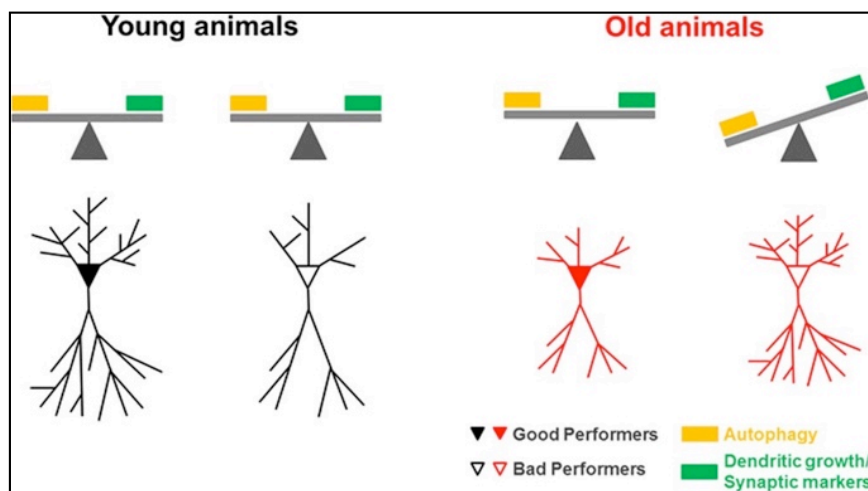 Young animals
Old animals
Good Performers
Autophagy
Bad Performers
Dendritic growth/
Synaptic markers